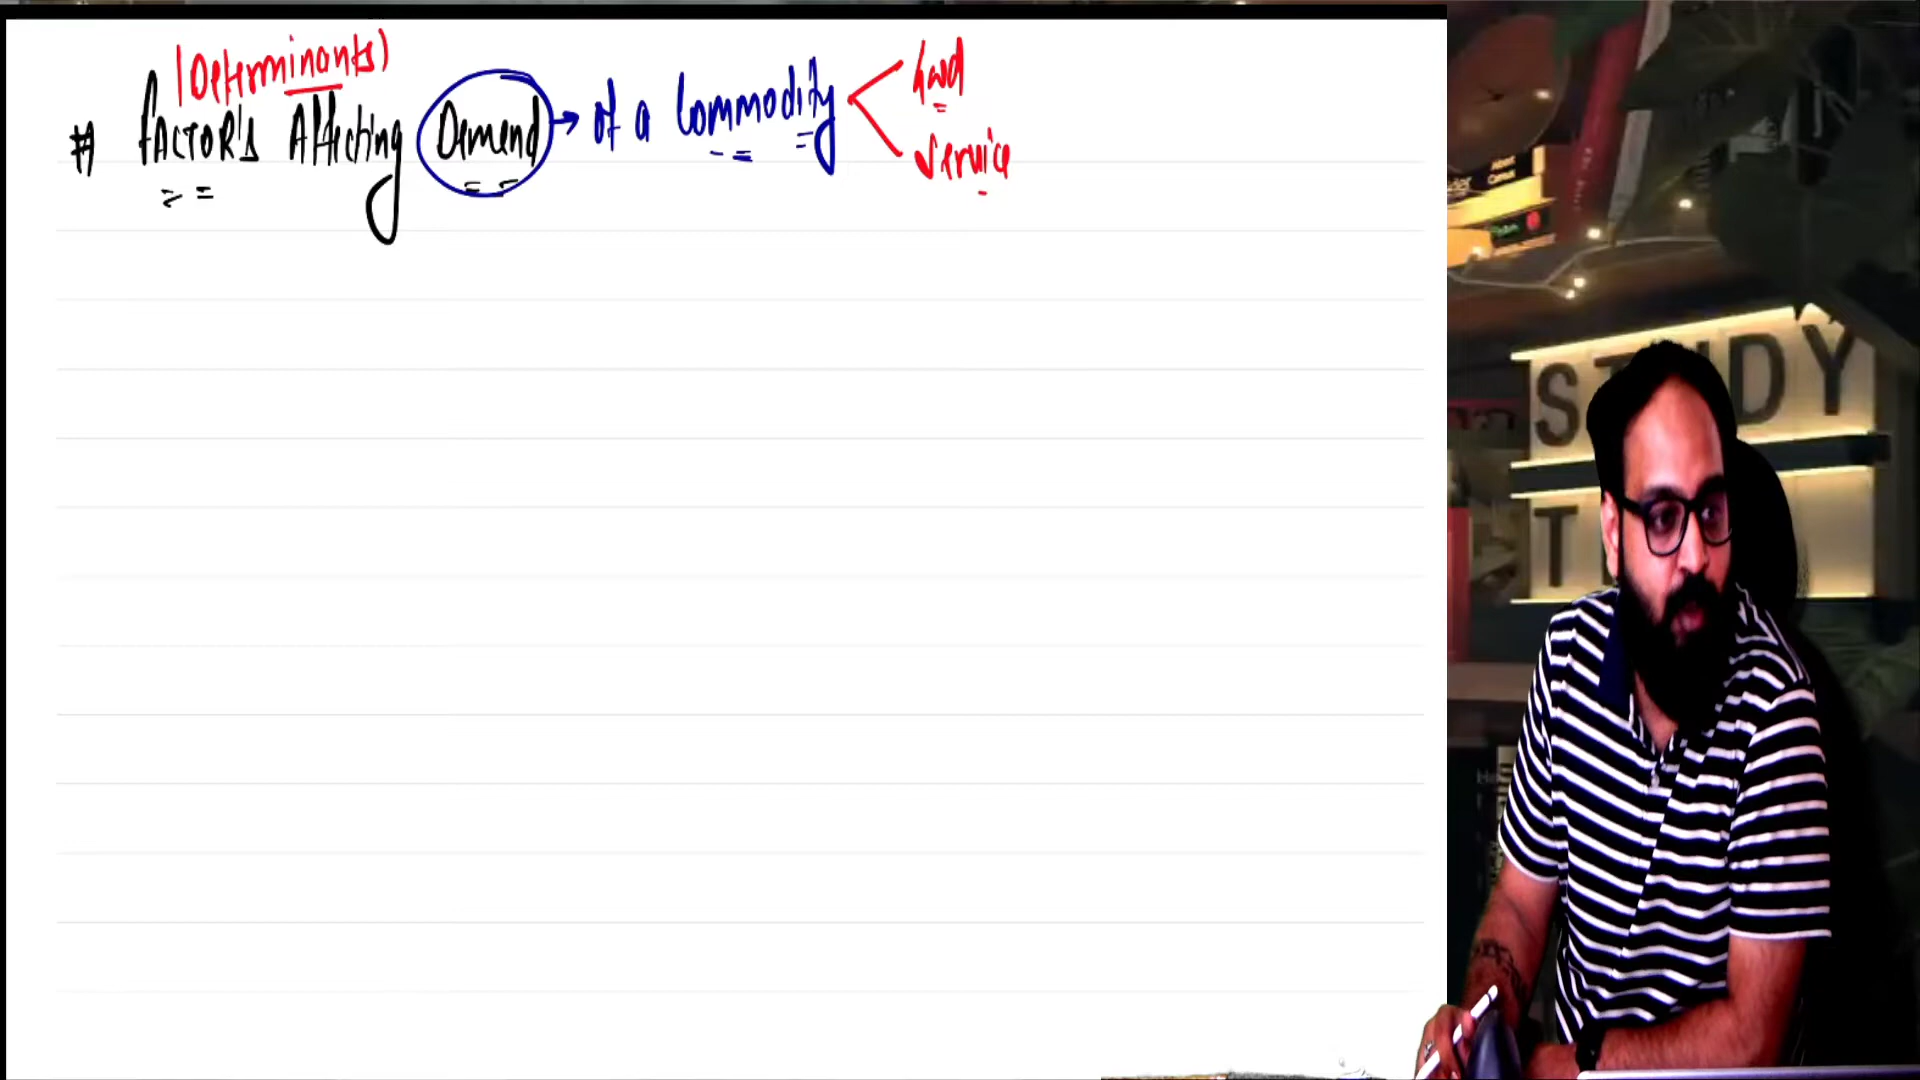 (Determinants)
# FACTOR'S Affecting Demand → of a Commodity
Good
Service
STUDY
T